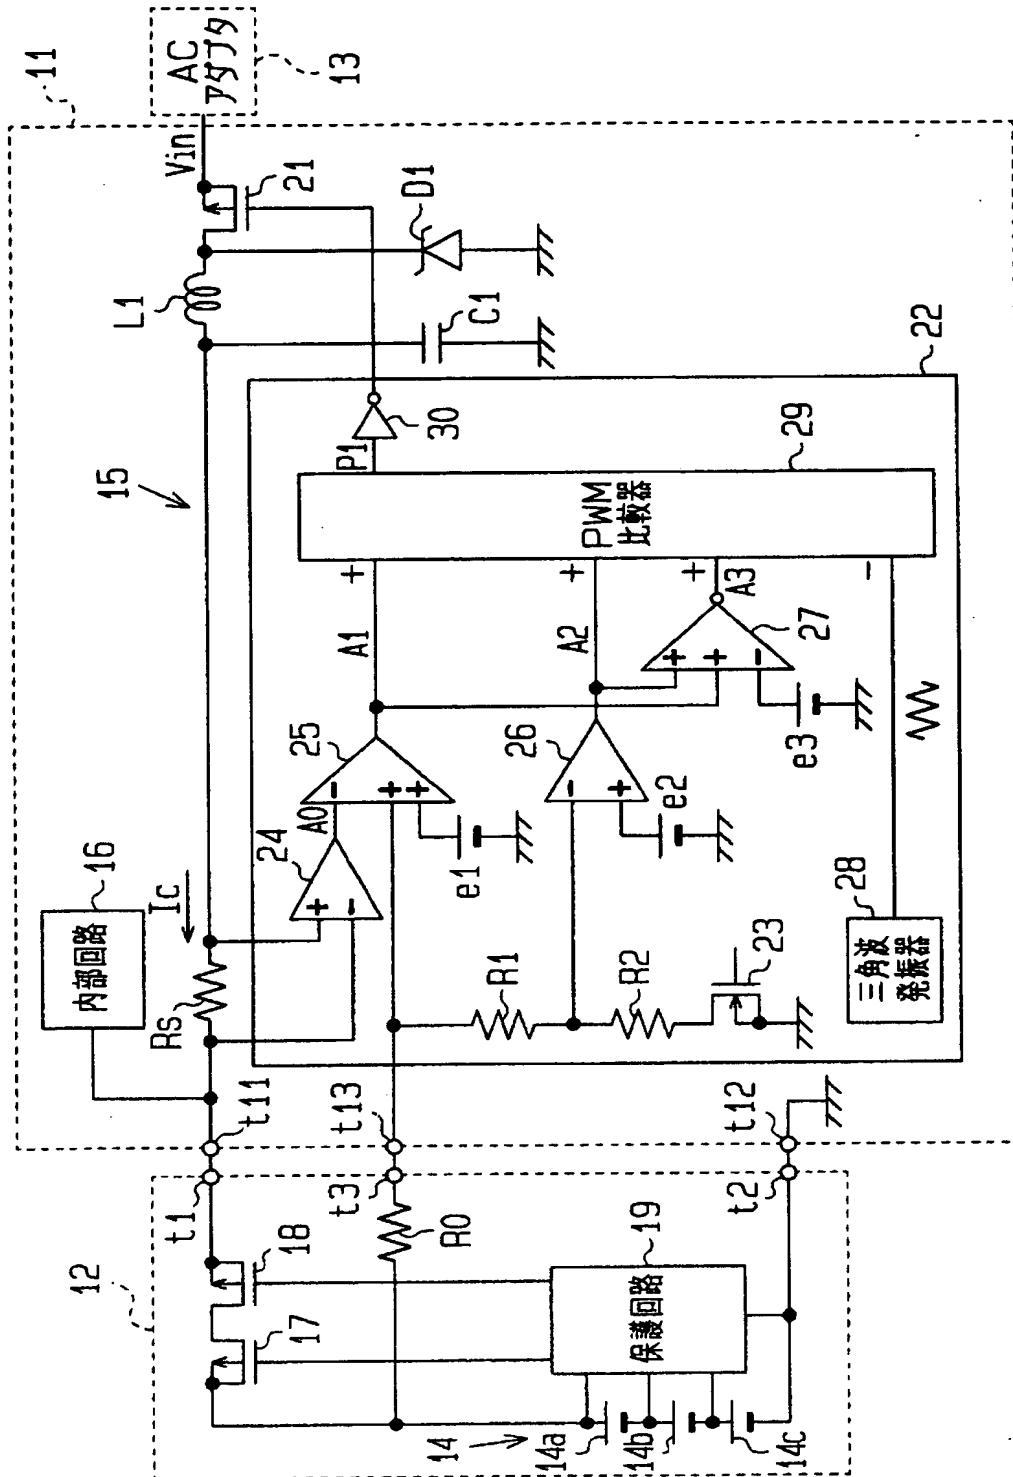 12
14
14a
14b
14c
17
18
19
保護回路
t1
t3
R0
t2
t11
t13
t12
11
16
内部回路
Rs
Ic
15
L1
Vin
AC
アダプタ
13
21
D1
C1
22
24
A0
25
A1
e1
R1
R2
23
26
A2
e2
27
A3
e3
28
三角波
発振器
29
PWM
比較器
P1
30
+
-
-
+
+
-
+
+
+
-
+
+
+
-